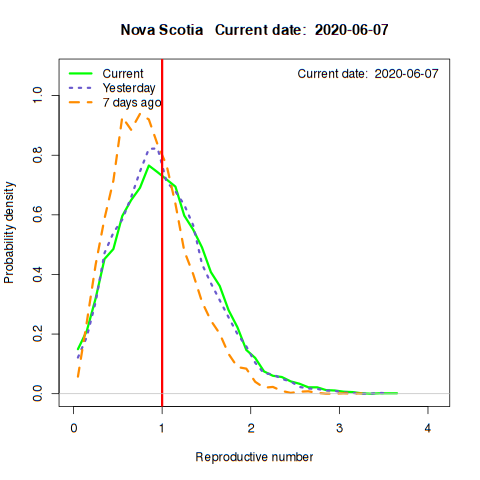 Nova Scotia   Current date:  2020-06-07
Current
Yesterday
7 days ago
Current date:  2020-06-07
Probability density
1.0
0.8
0.6
0.4
0.2
0.0
0 1 2 3 4
Reproductive number